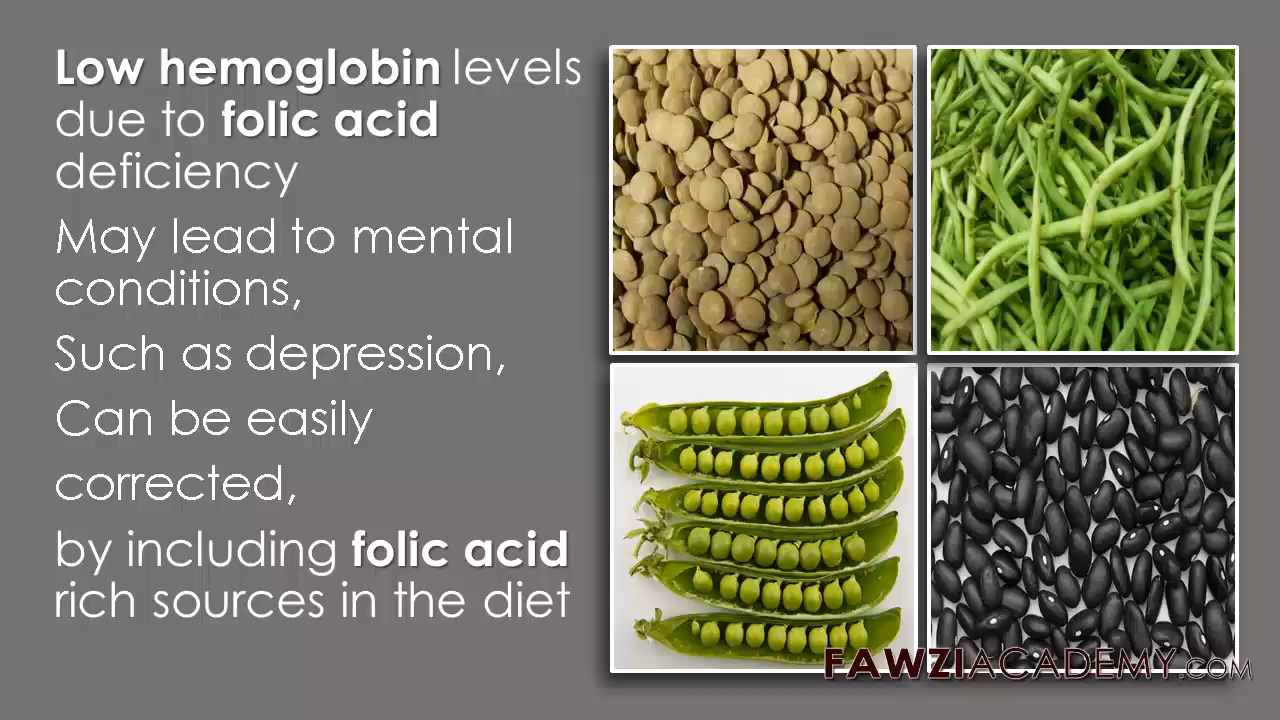 Low hemoglobin levels
due to folic acid
deficiency
May lead to mental
conditions,
Such as depression,
Can be easily
corrected,
by including folic acid
rich sources in the diet
FAWZIACADEMY.COM